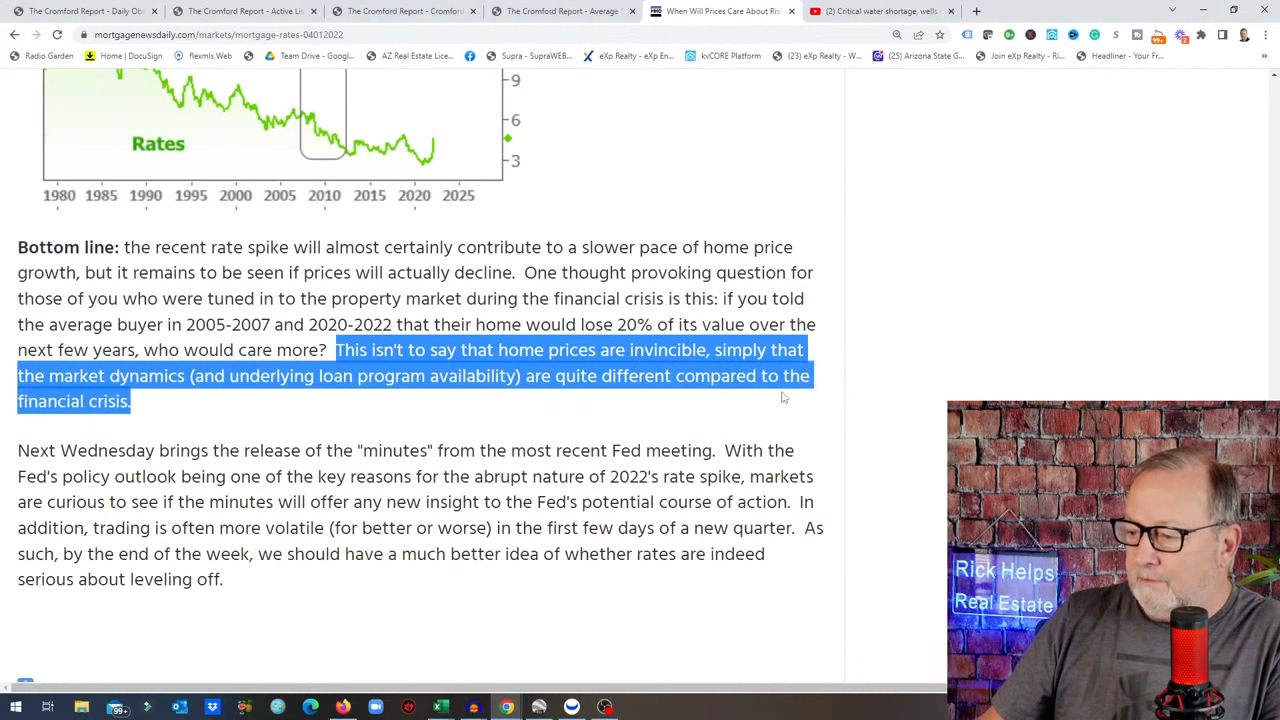 The Cromford Report - Daily Obs
The Cromford Report - Active Lis
The Cromford Report - Cromfor
The Cromford Report - Average
When Will Prices Care About Ris
(2) Critical water shortage, wells
mortgagenewsdaily.com/markets/mortgage-rates-04012022
Radio Garden
Home | DocuSign
flexmls Web
Team Drive - Googl...
AZ Real Estate Lice...
Supra - SupraWEB...
eXp Realty - eXp En...
kvCORE Platform
(23) eXp Realty - W...
(25) Arizona State G...
Join eXp Realty - Ri...
Headliner - Your Fr...
9
6
3
Rates
1980 1985 1990 1995 2000 2005 2010 2015 2020 2025
Bottom line: the recent rate spike will almost certainly contribute to a slower pace of home price
growth, but it remains to be seen if prices will actually decline. One thought provoking question for
those of you who were tuned in to the property market during the financial crisis is this: if you told
the average buyer in 2005-2007 and 2020-2022 that their home would lose 20% of its value over the
next few years, who would care more? This isn't to say that home prices are invincible, simply that
the market dynamics (and underlying loan program availability) are quite different compared to the
financial crisis.
Next Wednesday brings the release of the "minutes" from the most recent Fed meeting. With the
Fed's policy outlook being one of the key reasons for the abrupt nature of 2022's rate spike, markets
are curious to see if the minutes will offer any new insight to the Fed's potential course of action. In
addition, trading is often more volatile (for better or worse) in the first few days of a new quarter. As
such, by the end of the week, we should have a much better idea of whether rates are indeed
serious about leveling off.
Rick Helps
Real Estate
99+